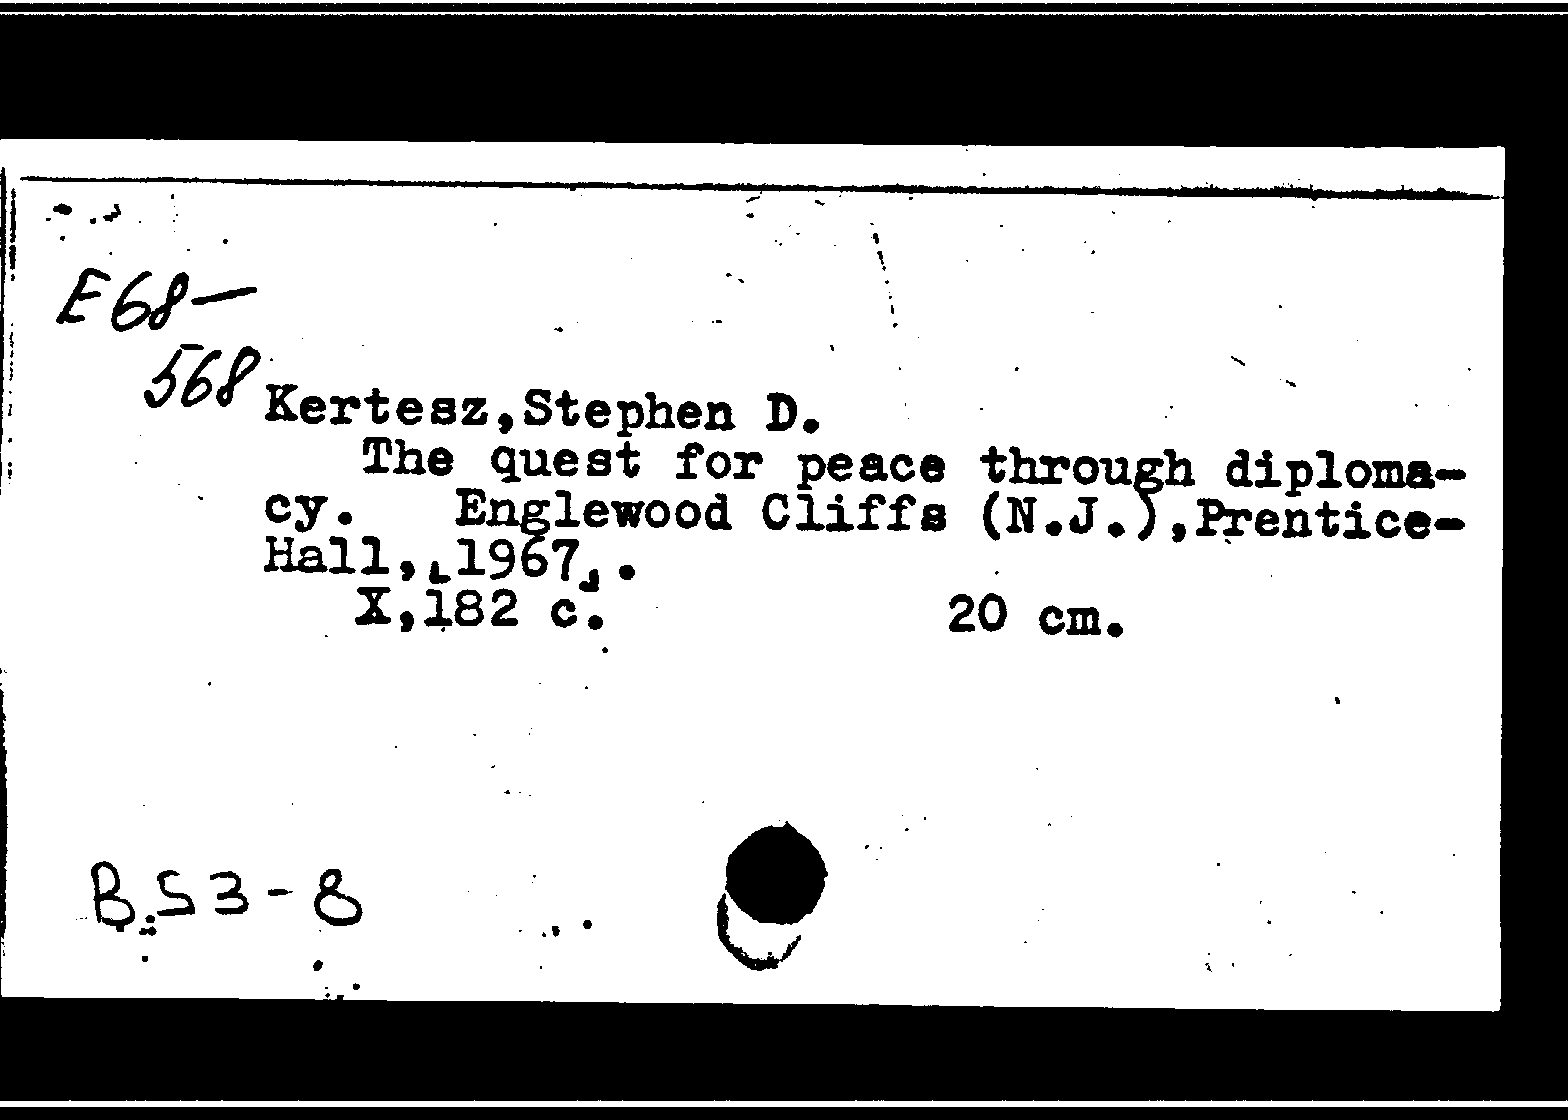 E68—
568
Kertesz,Stephen D.
The quest for peace through diploma-
cy. Englewood Cliffs (N.J.),Prentice-
Hall,[1967].
X,182 c. 20 cm.
B.53-8